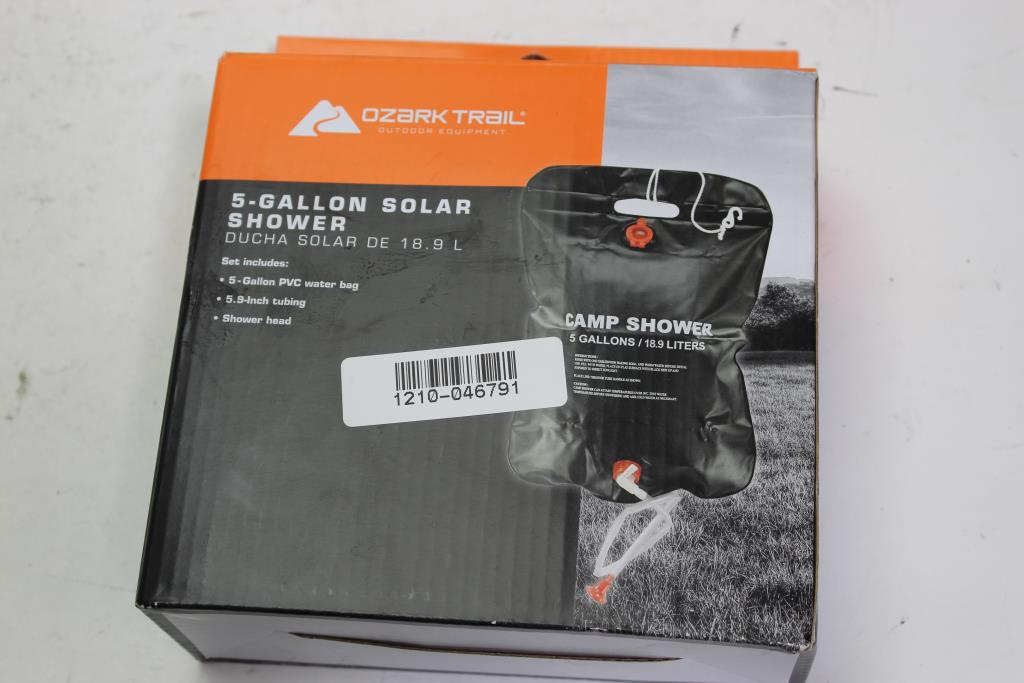 OZARK TRAIL®
OUTDOOR EQUIPMENT
5-GALLON SOLAR
SHOWER
DUCHA SOLAR DE 18.9 L
Set includes:
• 5-Gallon PVC water bag
• 5.9-Inch tubing
• Shower head
1210-046791
CAMP SHOWER
5 GALLONS / 18.9 LITERS